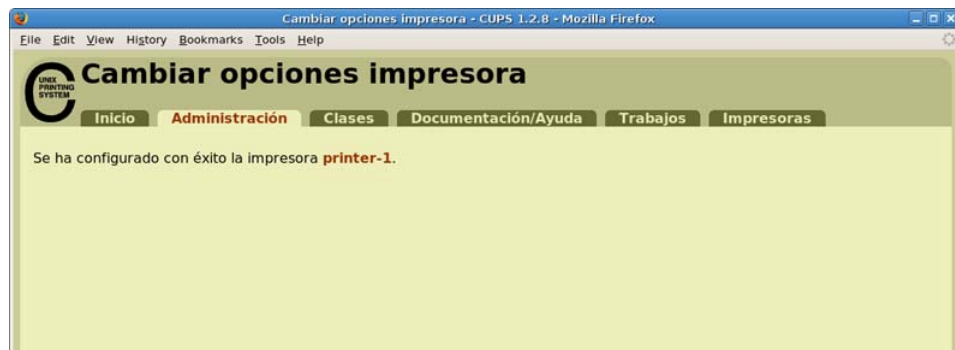 Cambiar opciones impresora - CUPS 1.2.8 - Mozilla Firefox
File Edit View History Bookmarks Tools Help
UNIX
PRINTING
SYSTEM
Cambiar opciones impresora
Inicio Administración Clases Documentación/Ayuda Trabajos Impresoras
Se ha configurado con éxito la impresora printer-1.